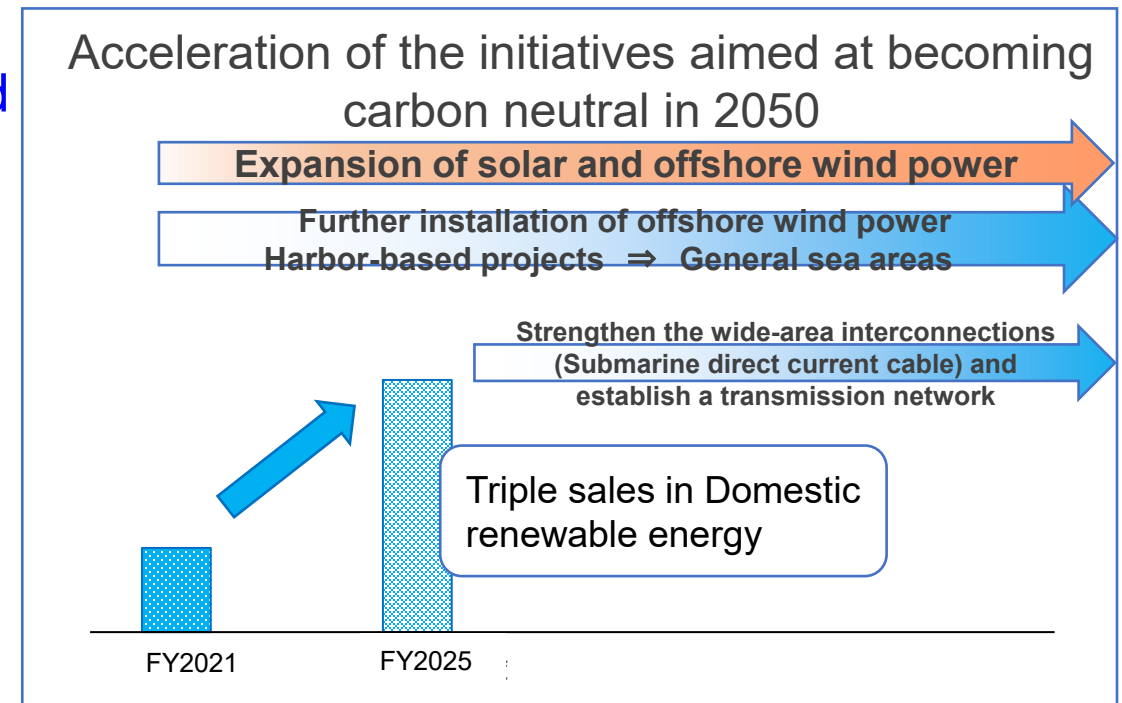 Acceleration of the initiatives aimed at becoming
carbon neutral in 2050
Expansion of solar and offshore wind power
Further installation of offshore wind power
Harbor-based projects ⇒ General sea areas
Strengthen the wide-area interconnections
(Submarine direct current cable) and
establish a transmission network
Triple sales in Domestic
renewable energy
FY2021 FY2025